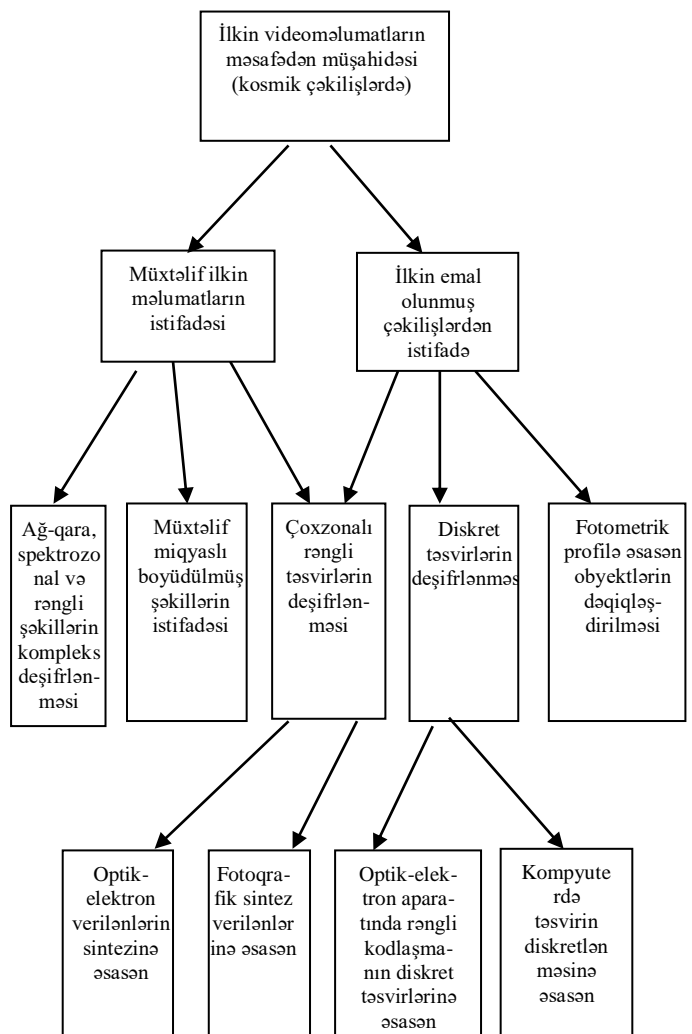 İlkin videoməlumatların
məsafədən müşahidəsi
(kosmik çəkilişlərdə)
Müxtəlif ilkin
məlumatların
istifadəsi
İlkin emal
olunmuş
çəkilişlərdən
istifadə
Ağ-qara,
spektrozo
nal və
rəngli
şəkillərin
kompleks
deşifrlən-
məsi
Müxtəlif
miqyaslı
boyüdülmüş
şəkillərin
istifadəsi
Çoxzonalı
rəngli
təsvirlərin
deşifrlən-
məsi
Diskret
təsvirlərin
deşifrlənməs
Fotometrik
profilə əsasən
obyektlərin
dəqiqləş-
dirilməsi
Optik-
elektron
verilənlərin
sintezinə
əsasən
Fotoqra-
fik sintez
verilənlər
inə əsasən
Optik-elek-
tron apara-
tında rəngli
kodlaşma-
nın diskret
təsvirlərinə
əsasən
Kompyute
rdə
təsvirin
diskretlən
məsinə
əsasən